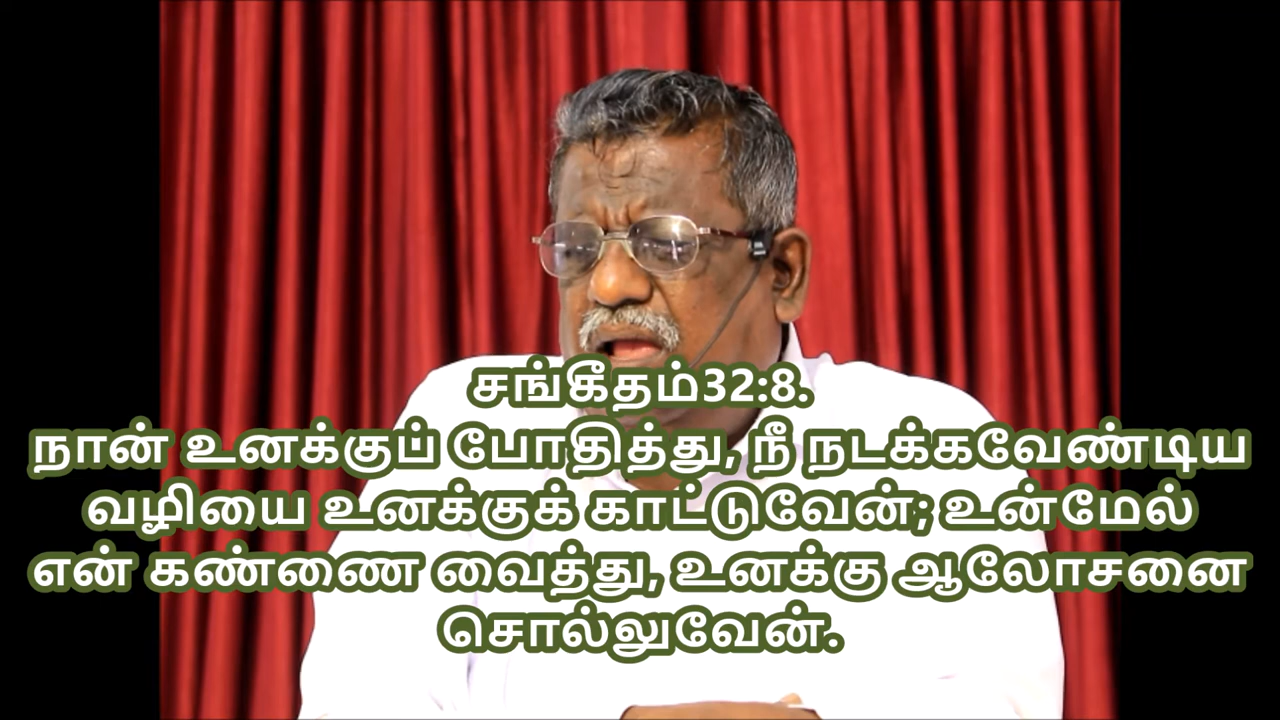 சங்கீதம்32:8.
நான் உனக்குப் போதித்து, நீ நடக்கவேண்டிய
வழியை உனக்குக் காட்டுவேன்; உன்மேல்
என் கண்ணை வைத்து, உனக்கு ஆலோசனை
சொல்லுவேன்.